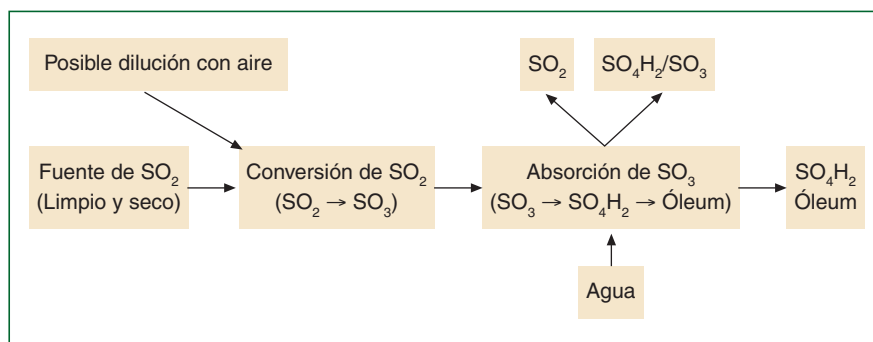 Posible dilución con aire
SO₂
SO₄H₂/SO₃
Fuente de SO₂
(Limpio y seco)
Conversión de SO₂
(SO₂ → SO₃)
Absorción de SO₃
(SO₃ → SO₄H₂ → Óleum)
SO₄H₂
Óleum
Agua